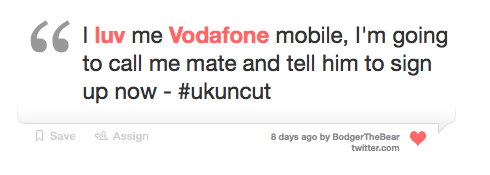 I luv me Vodafone mobile, I'm going
to call me mate and tell him to sign
up now - #ukuncut
Save Assign 8 days ago by BodgerTheBear
twitter.com